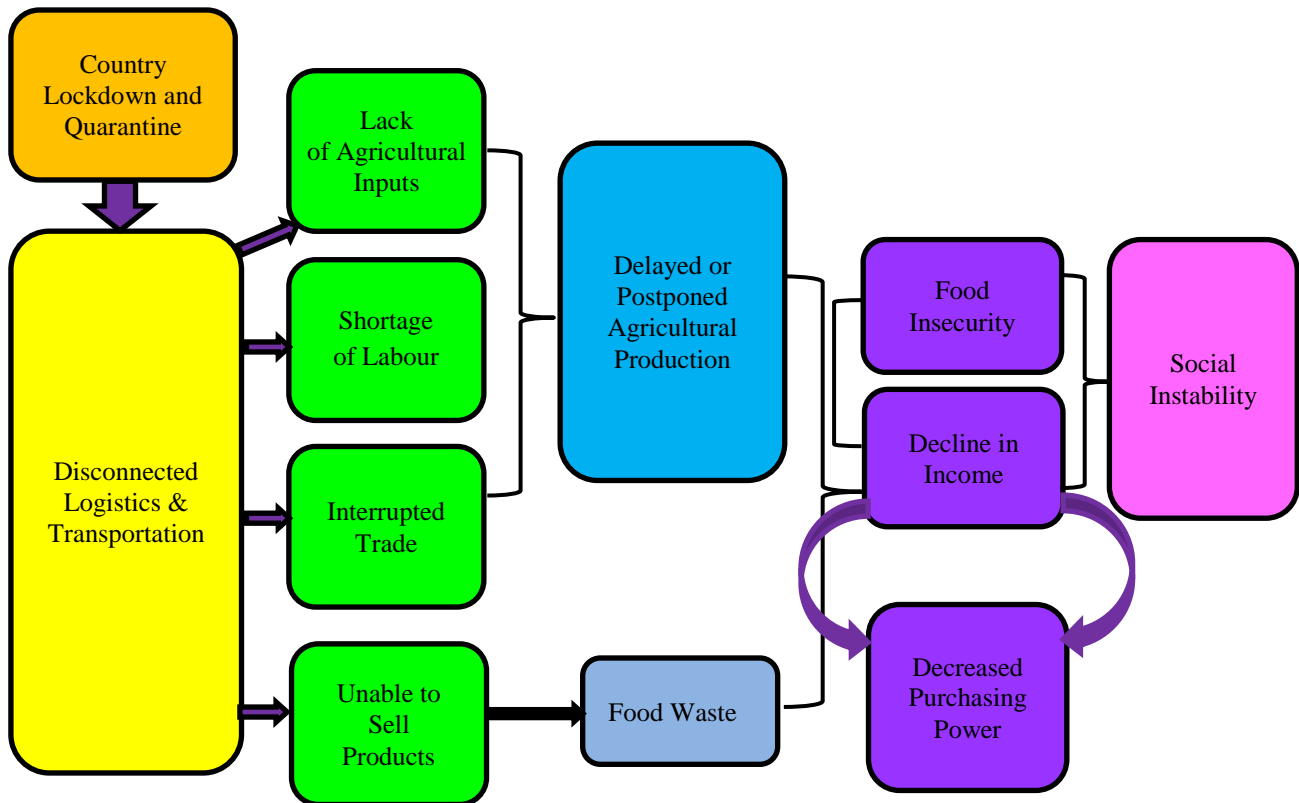 Country
Lockdown and
Quarantine
Disconnected
Logistics &
Transportation
Lack
of Agricultural
Inputs
Shortage
of Labour
Interrupted
Trade
Unable to
Sell
Products
Delayed or
Postponed
Agricultural
Production
Food Waste
Food
Insecurity
Decline in
Income
Decreased
Purchasing
Power
Social
Instability